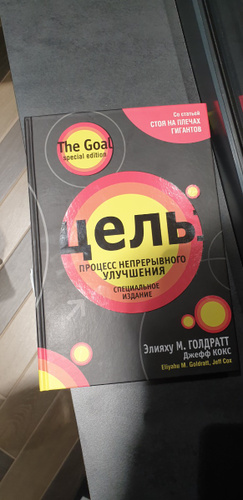 Со статьей
СТОЯ НА ПЛЕЧАХ
ГИГАНТОВ
The Goal
special edition
цель.
ПРОЦЕСС НЕПРЕРЫВНОГО
УЛУЧШЕНИЯ
СПЕЦИАЛЬНОЕ
ИЗДАНИЕ
Элияху М. ГОЛДРАТТ
Джефф КОКС
Eliyahu M. Goldratt, Jeff Cox